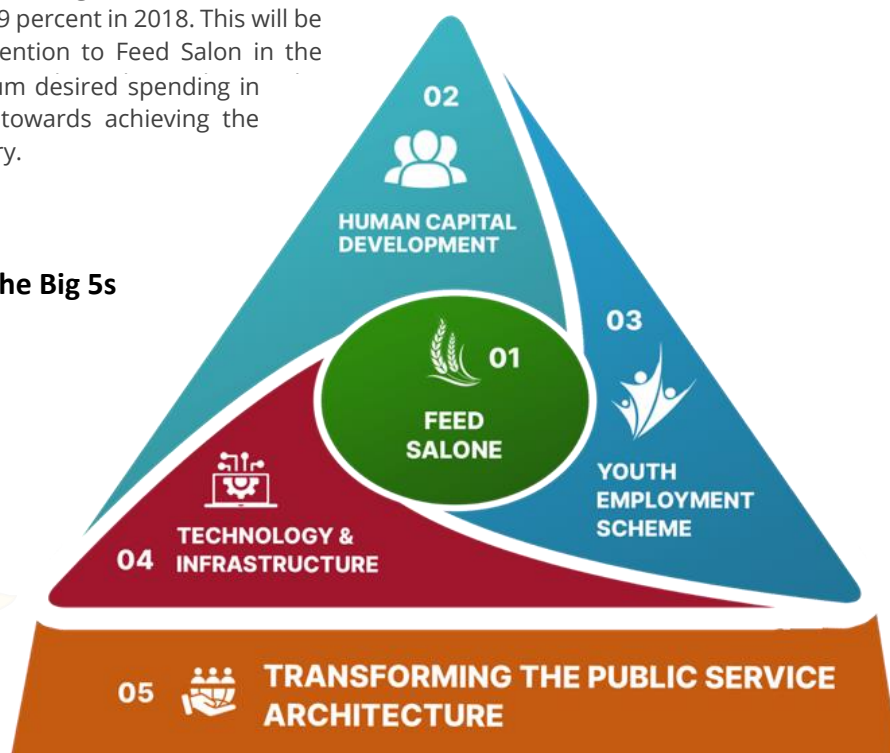 9 percent in 2018. This will be
ention to Feed Salon in the
um desired spending in
towards achieving the
ry.
he Big 5s
02
HUMAN CAPITAL
DEVELOPMENT
03
YOUTH
EMPLOYMENT
SCHEME
01
FEED
SALONE
04
TECHNOLOGY &
INFRASTRUCTURE
05
TRANSFORMING THE PUBLIC SERVICE
ARCHITECTURE